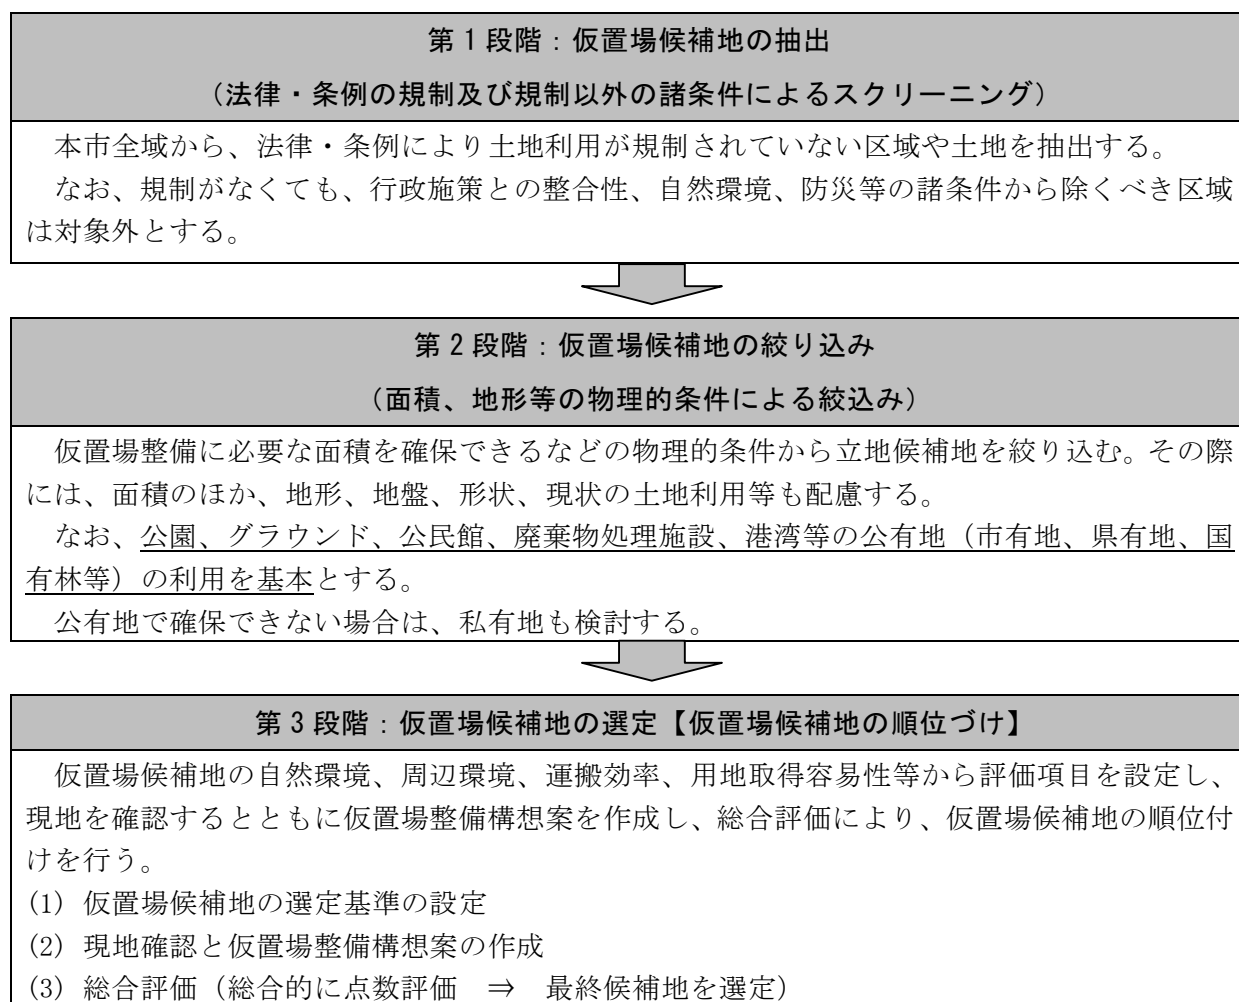 第1段階：仮置場候補地の抽出
（法律・条例の規制及び規制以外の諸条件によるスクリーニング）
本市全域から、法律・条例により土地利用が規制されていない区域や土地を抽出する。
なお、規制がなくても、行政施策との整合性、自然環境、防災等の諸条件から除くべき区域
は対象外とする。
第2段階：仮置場候補地の絞り込み
（面積、地形等の物理的条件による絞込み）
仮置場整備に必要な面積を確保できるなどの物理的条件から立地候補地を絞り込む。その際
には、面積のほか、地形、地盤、形状、現状の土地利用等も配慮する。
なお、公園、グラウンド、公民館、廃棄物処理施設、港湾等の公有地（市有地、県有地、国
有林等）の利用を基本とする。
公有地で確保できない場合は、私有地も検討する。
第3段階：仮置場候補地の選定【仮置場候補地の順位づけ】
仮置場候補地の自然環境、周辺環境、運搬効率、用地取得容易性等から評価項目を設定し、
現地を確認するとともに仮置場整備構想案を作成し、総合評価により、仮置場候補地の順位付
けを行う。
(1) 仮置場候補地の選定基準の設定
(2) 現地確認と仮置場整備構想案の作成
(3) 総合評価（総合的に点数評価　⇒　最終候補地を選定）